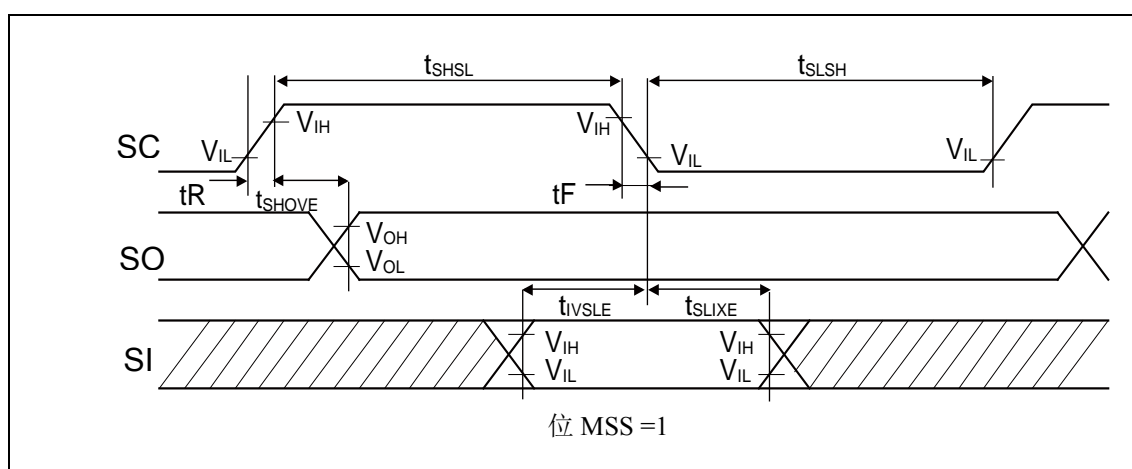 tSHSL
tSLSH
VIH
VIH
SC
VIL
VIL
VIL
tR
tSHOVE
tF
VOH
SO
VOL
tIVSLE
tSLIXE
VIH
VIH
SI
VIL
VIL
位 MSS =1